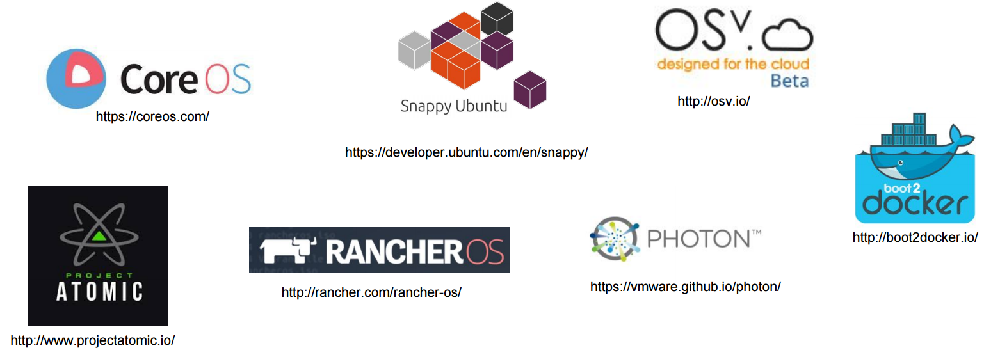 Core OS
https://coreos.com/
Snappy Ubuntu
https://developer.ubuntu.com/en/snappy/
OSv.
designed for the cloud
Beta
http://osv.io/
boot2
docker
http://boot2docker.io/
PROJECT
ATOMIC
http://www.projectatomic.io/
RANCHER OS
http://rancher.com/rancher-os/
PHOTON™
https://vmware.github.io/photon/